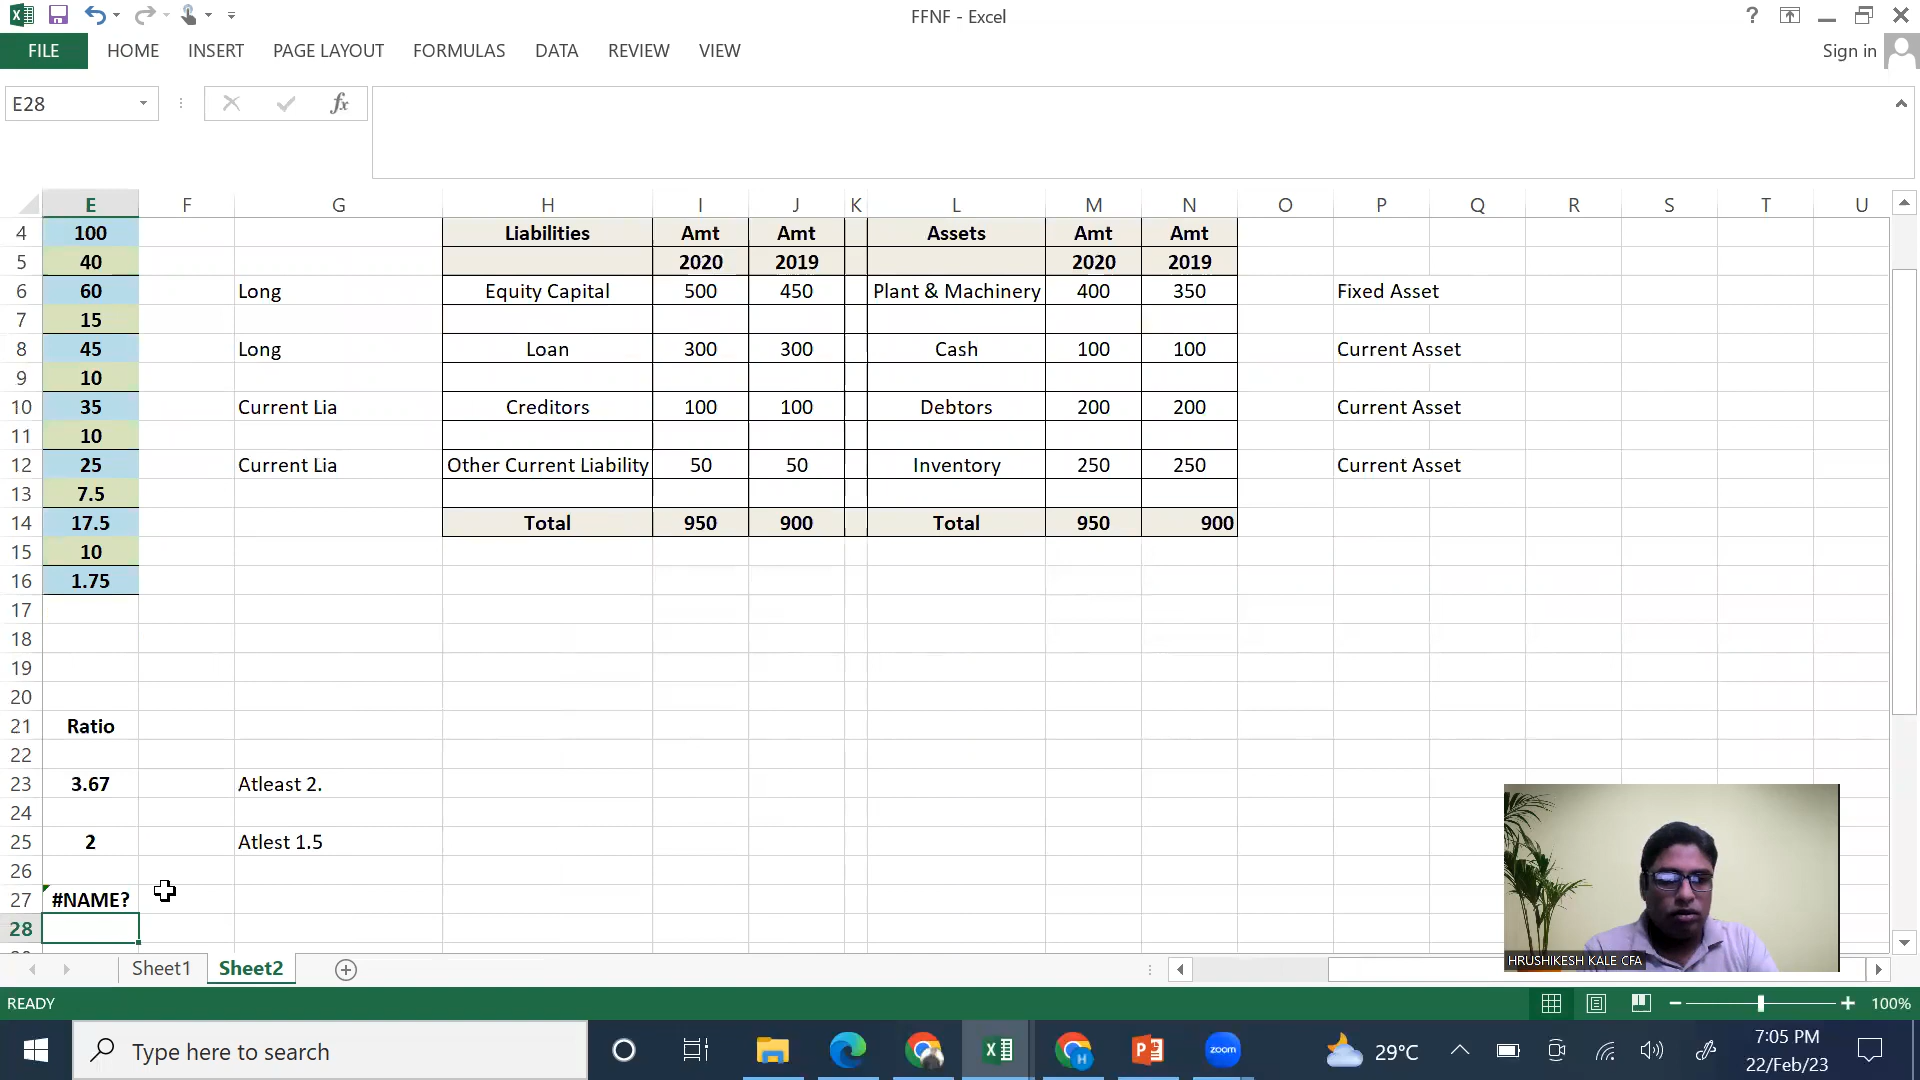 FFNF - Excel
?
FILE HOME INSERT PAGE LAYOUT FORMULAS DATA REVIEW VIEW
Sign in
E28
fx
E F G H I J K L M N O P Q R S T U
4 100 Liabilities Amt Amt Assets Amt Amt
5 40 2020 2019 2020 2019
6 60 Long Equity Capital 500 450 Plant & Machinery 400 350 Fixed Asset
7 15
8 45 Long Loan 300 300 Cash 100 100 Current Asset
9 10
10 35 Current Lia Creditors 100 100 Debtors 200 200 Current Asset
11 10
12 25 Current Lia Other Current Liability 50 50 Inventory 250 250 Current Asset
13 7.5
14 17.5 Total 950 900 Total 950 900
15 10
16 1.75
17
18
19
20
21 Ratio
22
23 3.67 Atleast 2.
24
25 2 Atlest 1.5
26
27 #NAME?
28
HRUSHIKESH KALE CFA
Sheet1 Sheet2
READY
100%
Type here to search
zoom
29°C
7:05 PM
22/Feb/23